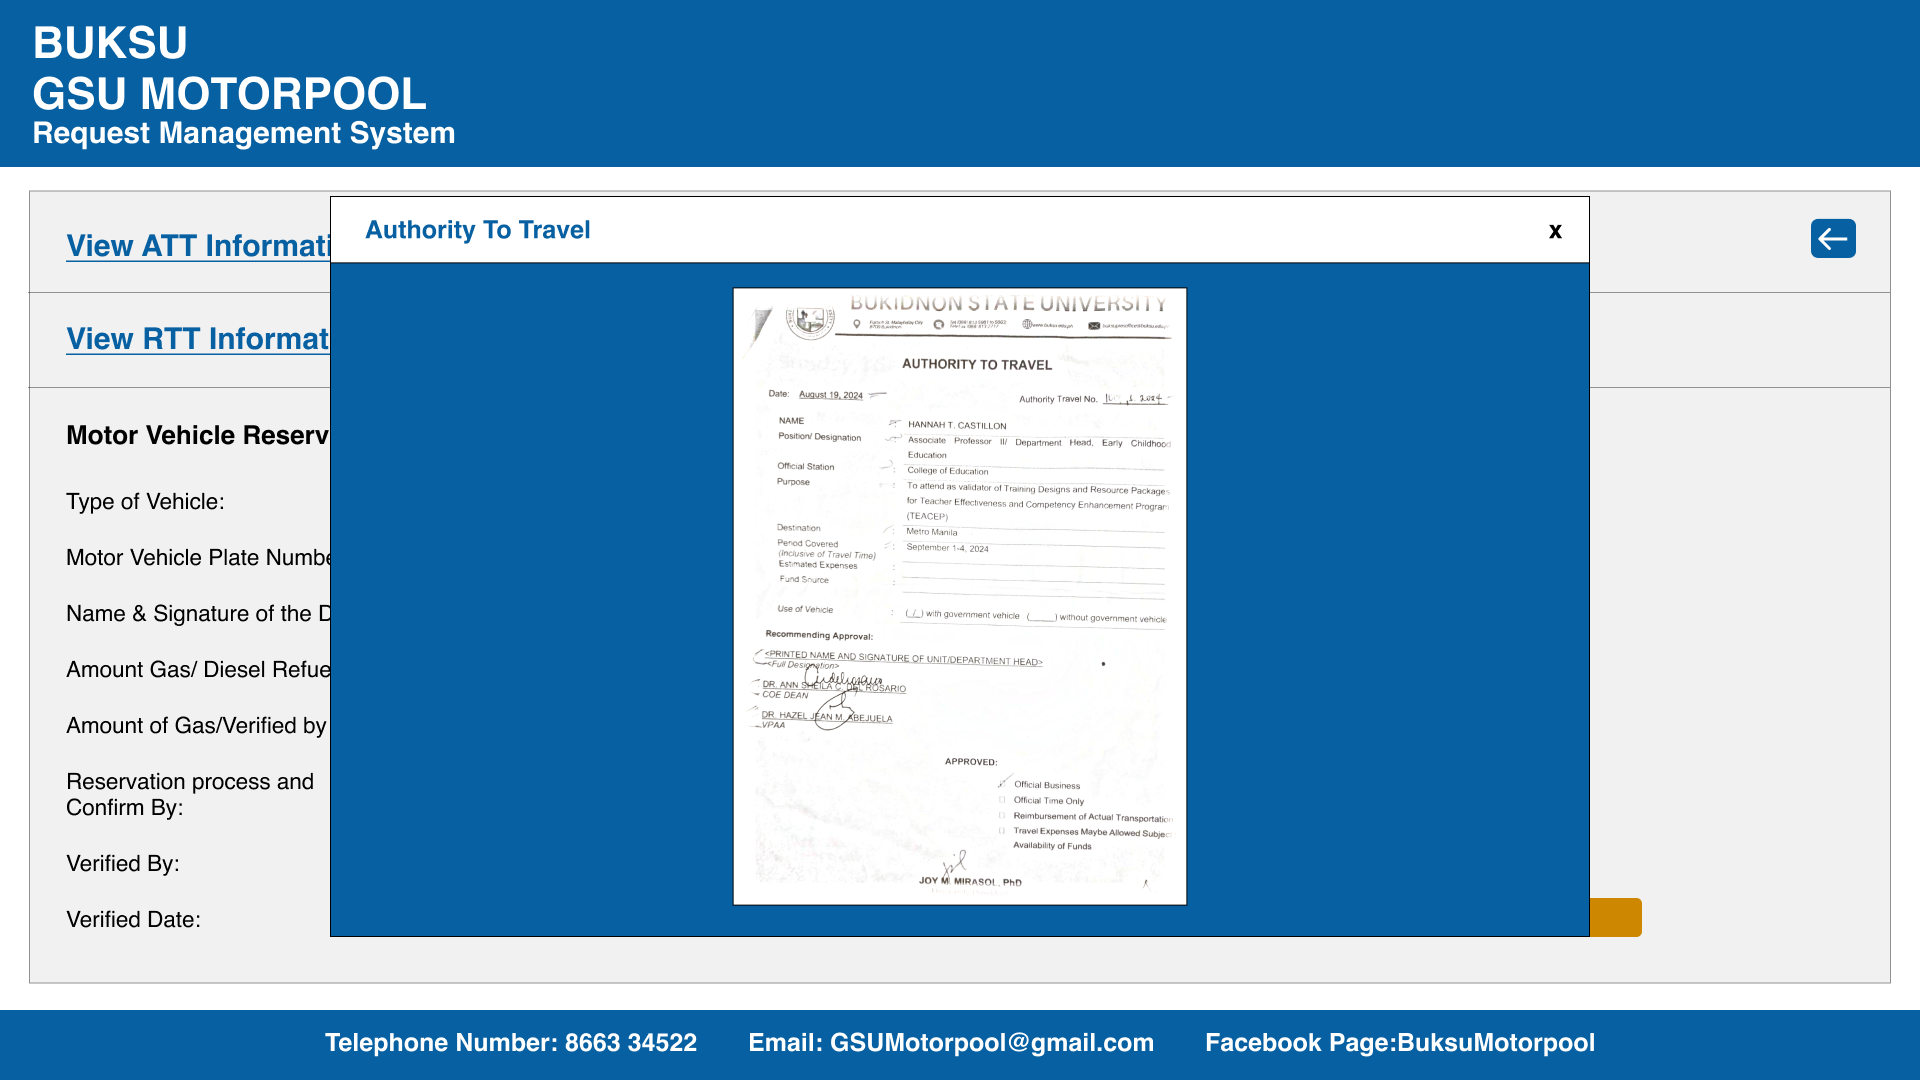 BUKSU
GSU MOTORPOOL
Request Management System
View ATT Informati
View RTT Informat
Motor Vehicle Reserv
Type of Vehicle:
Motor Vehicle Plate Numbe
Name & Signature of the D
Amount Gas/ Diesel Refue
Amount of Gas/Verified by
Reservation process and
Confirm By:
Verified By:
Verified Date:
Authority To Travel
x
BUKIDNON STATE UNIVERSITY
www.buksu.edu.ph
AUTHORITY TO TRAVEL
Date: August 19, 2024
Authority Travel No. 2024
NAME : HANNAH T. CASTILLON
Position/ Designation : Associate Professor II/ Department Head, Early Childhood
Education
Official Station : College of Education
Purpose : To attend as validator of Training Designs and Resource Packages
for Teacher Effectiveness and Competency Enhancement Program
(TEACEP)
Destination : Metro Manila
Period Covered : September 1-4, 2024
(Inclusive of Travel Time)
Estimated Expenses :
Fund Source :
Use of Vehicle : (_/_) with government vehicle (_____) without government vehicle
Recommending Approval:
<PRINTED NAME AND SIGNATURE OF UNIT/DEPARTMENT HEAD>
<Full Designation>
DR. ANN SHEILA C. DEL ROSARIO
COE DEAN
DR. HAZEL JEAN M. ABEJUELA
VPAA
APPROVED:
Official Business
Official Time Only
Reimbursement of Actual Transportation
Travel Expenses Maybe Allowed Subjec
Availability of Funds
JOY M. MIRASOL, PhD
Telephone Number: 8663 34522
Email: GSUMotorpool@gmail.com
Facebook Page:BuksuMotorpool